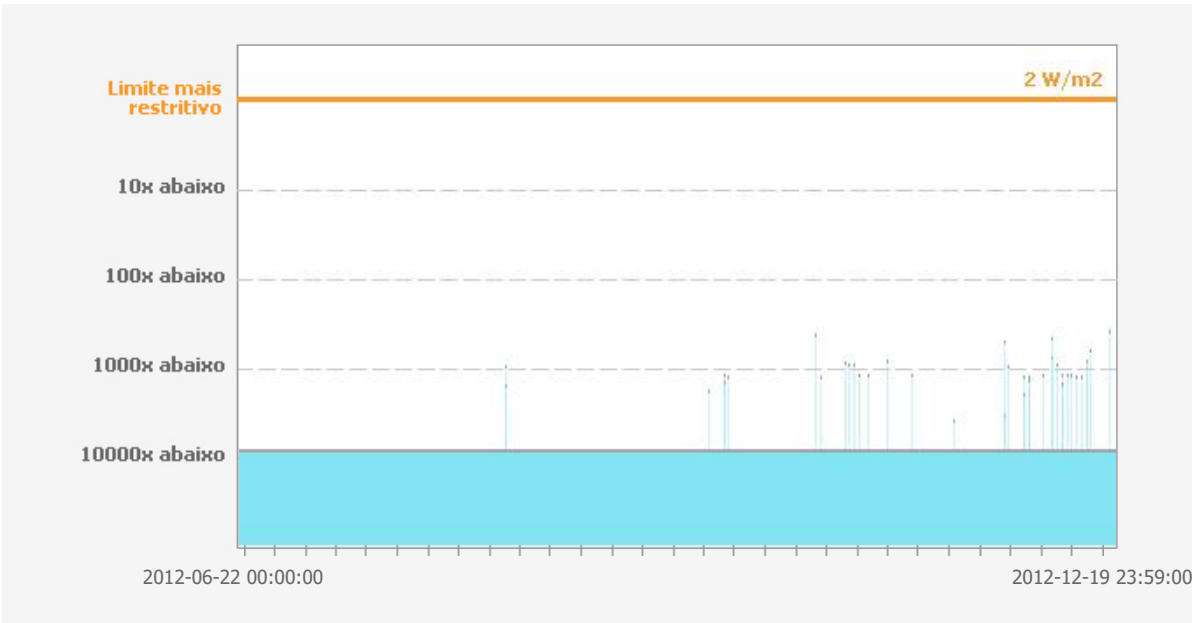 Limite mais
restritivo
2 W/m2
10x abaixo
100x abaixo
1000x abaixo
10000x abaixo
2012-06-22 00:00:00
2012-12-19 23:59:00